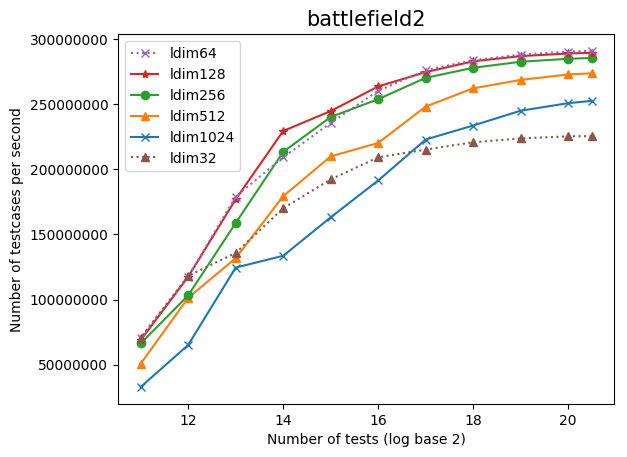 battlefield2
300000000
250000000
200000000
150000000
100000000
50000000
Number of testcases per second
ldim64
ldim128
ldim256
ldim512
ldim1024
ldim32
12
14
16
18
20
Number of tests (log base 2)